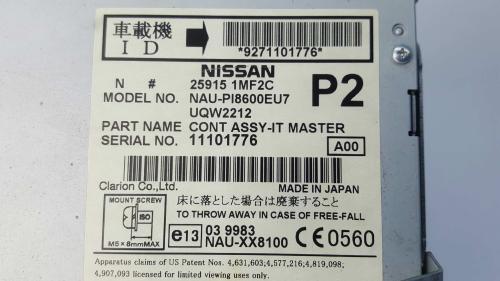 車載機
ID
*9271101776*
NISSAN
N # 25915 1MF2C
P2
MODEL NO. NAU-PI8600EU7
UQW2212
PART NAME CONT ASSY-IT MASTER
SERIAL NO. 11101776
A00
Clarion Co.,Ltd. MADE IN JAPAN
MOUNT SCREW
ISO
M5×8mmMAX
床に落とした場合は廃棄すること
TO THROW AWAY IN CASE OF FREE-FALL
e13 03 9983
NAU-XX8100 CE0560
Apparatus claims of US Patent Nos. 4,631,603;4,577,216;4,819,098;
4,907,093 licensed for limited viewing uses only.